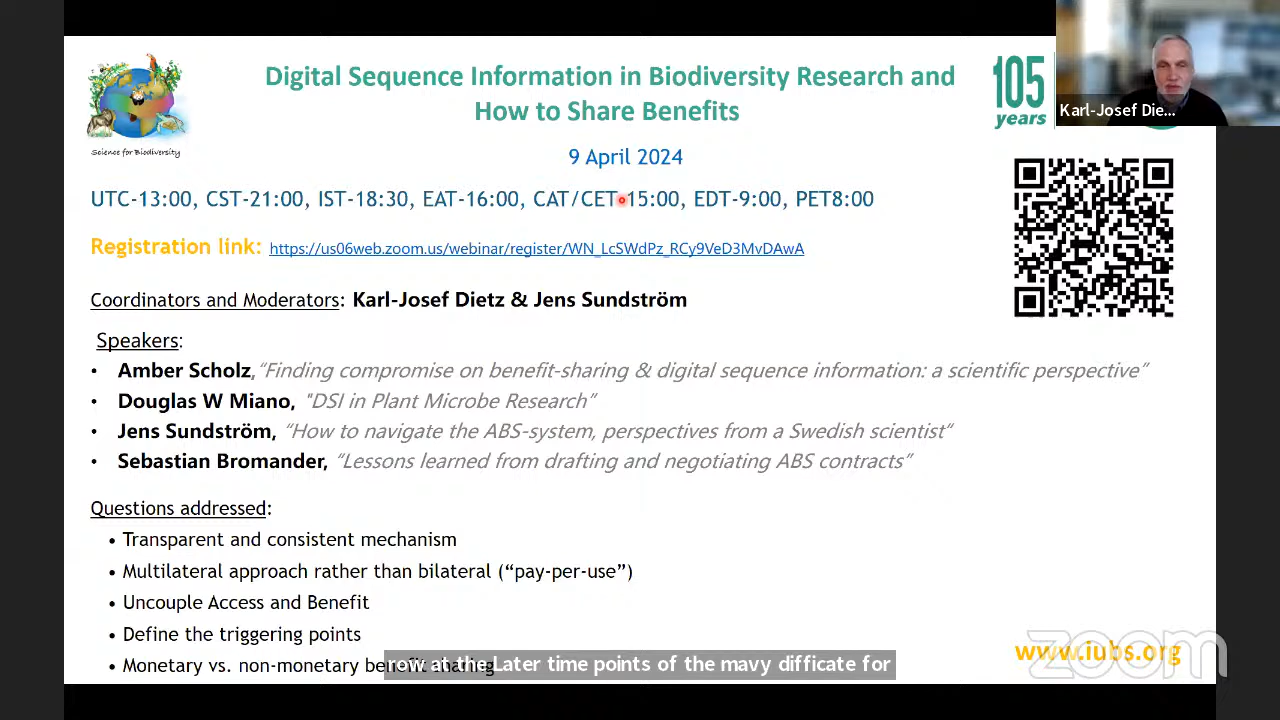 Digital Sequence Information in Biodiversity Research and
How to Share Benefits
105
years
Karl-Josef Die...
Science for Biodiversity
9 April 2024
UTC-13:00, CST-21:00, IST-18:30, EAT-16:00, CAT/CET-15:00, EDT-9:00, PET8:00
Registration link: https://us06web.zoom.us/webinar/register/WN_LcSWdPz_RCy9VeD3MvDAwA
Coordinators and Moderators: Karl-Josef Dietz & Jens Sundström
Speakers:
• Amber Scholz, “Finding compromise on benefit-sharing & digital sequence information: a scientific perspective”
• Douglas W Miano, "DSI in Plant Microbe Research”
• Jens Sundström, “How to navigate the ABS-system, perspectives from a Swedish scientist“
• Sebastian Bromander, “Lessons learned from drafting and negotiating ABS contracts”
Questions addressed:
• Transparent and consistent mechanism
• Multilateral approach rather than bilateral (“pay-per-use”)
• Uncouple Access and Benefit
• Define the triggering points
• Monetary vs. non-monetary benefit sharing
row at the Later time points of the mavy difficate for
www.iubs.org
zoom